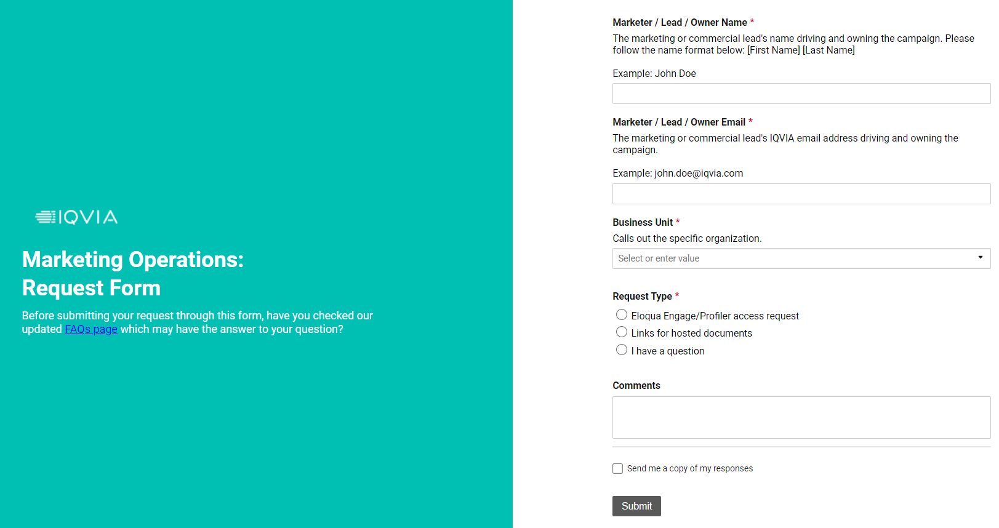 IQVIA
Marketing Operations:
Request Form
Before submitting your request through this form, have you checked our
updated FAQs page which may have the answer to your question?
Marketer / Lead / Owner Name *
The marketing or commercial lead's name driving and owning the campaign. Please
follow the name format below: [First Name] [Last Name]
Example: John Doe
Marketer / Lead / Owner Email *
The marketing or commercial lead's IQVIA email address driving and owning the
campaign.
Example: john.doe@iqvia.com
Business Unit *
Calls out the specific organization.
Select or enter value
Request Type *
Eloqua Engage/Profiler access request
Links for hosted documents
I have a question
Comments
Send me a copy of my responses
Submit